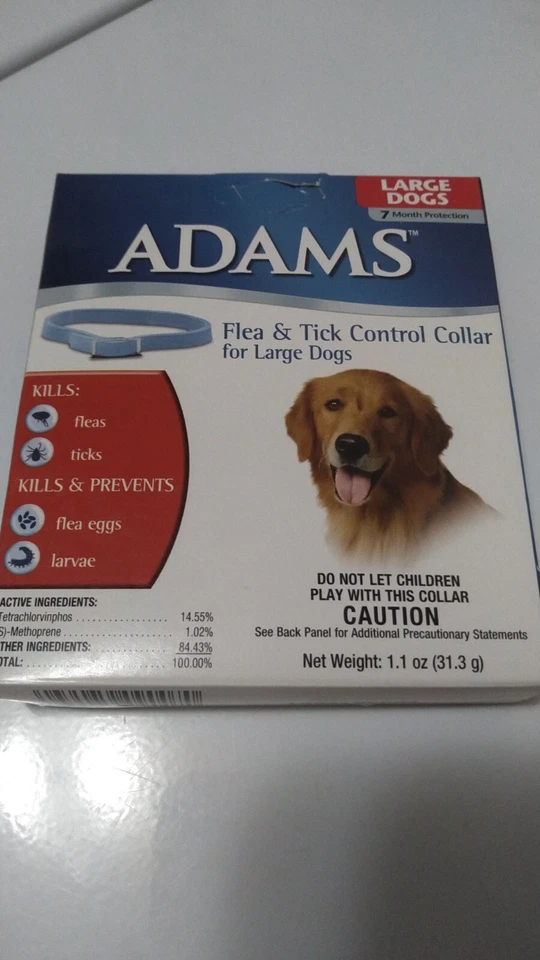 LARGE
DOGS
7 Month Protection
ADAMS™
Flea & Tick Control Collar
for Large Dogs
KILLS:
fleas
ticks
KILLS & PREVENTS
flea eggs
larvae
DO NOT LET CHILDREN
PLAY WITH THIS COLLAR
CAUTION
See Back Panel for Additional Precautionary Statements
Net Weight: 1.1 oz (31.3 g)
ACTIVE INGREDIENTS:
Tetrachlorvinphos . . . . . . . . . . . . . . . . . 14.55%
S)-Methoprene . . . . . . . . . . . . . . . . . . . 1.02%
THER INGREDIENTS: . . . . . . . . . . . . . 84.43%
OTAL: . . . . . . . . . . . . . . . . . . . . . . . . . 100.00%